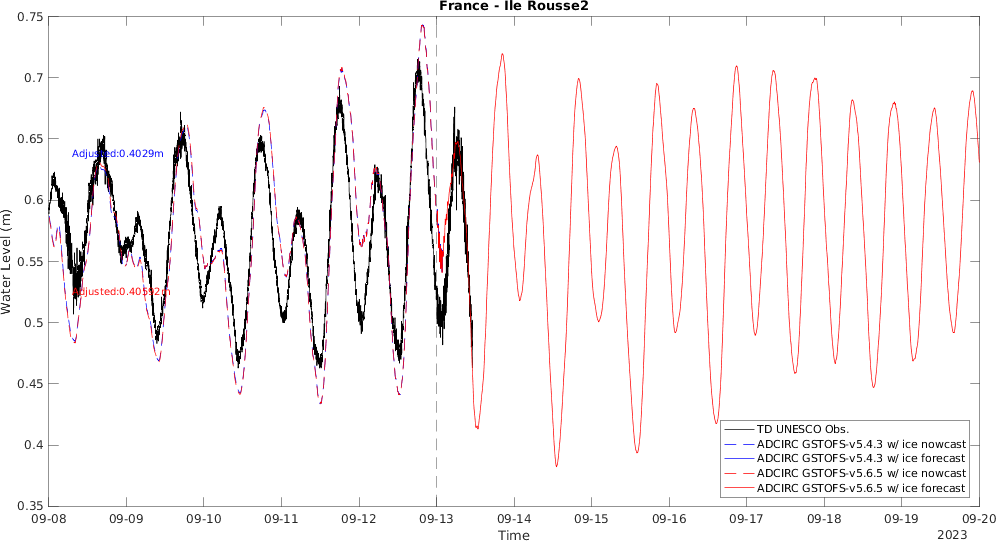 France - Ile Rousse2
0.75
0.7
0.65
0.6
0.55
0.5
0.45
0.4
0.35
Water Level (m)
Adjusted:0.4029m
Adjusted:0.40592m
TD UNESCO Obs.
ADCIRC GSTOFS-v5.4.3 w/ ice nowcast
ADCIRC GSTOFS-v5.4.3 w/ ice forecast
ADCIRC GSTOFS-v5.6.5 w/ ice nowcast
ADCIRC GSTOFS-v5.6.5 w/ ice forecast
09-08 09-09 09-10 09-11 09-12 09-13 09-14 09-15 09-16 09-17 09-18 09-19 09-20
Time
2023